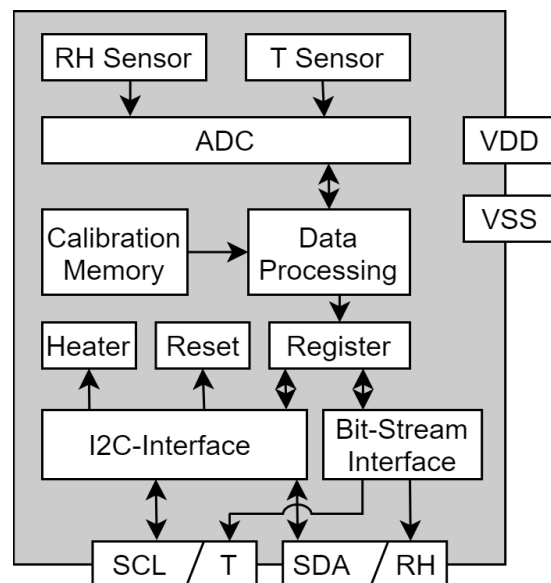 RH Sensor
T Sensor
ADC
VDD
VSS
Calibration
Memory
Data
Processing
Heater
Reset
Register
I2C-Interface
Bit-Stream
Interface
SCL / T
SDA / RH